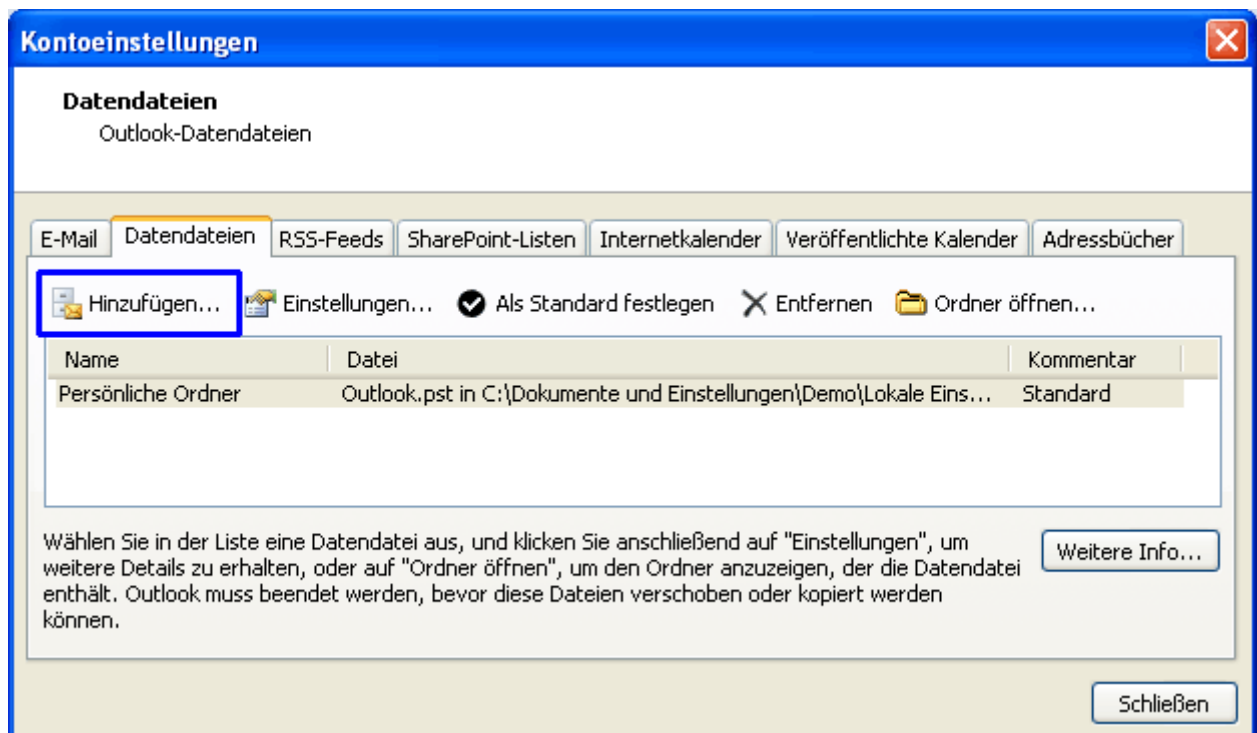 Kontoeinstellungen
Datendateien
Outlook-Datendateien
E-Mail Datendateien RSS-Feeds SharePoint-Listen Internetkalender Veröffentlichte Kalender Adressbücher
Hinzufügen... Einstellungen... Als Standard festlegen Entfernen Ordner öffnen...
Name Datei Kommentar
Persönliche Ordner Outlook.pst in C:\Dokumente und Einstellungen\Demo\Lokale Eins... Standard
Wählen Sie in der Liste eine Datendatei aus, und klicken Sie anschließend auf "Einstellungen", um
weitere Details zu erhalten, oder auf "Ordner öffnen", um den Ordner anzuzeigen, der die Datendatei
enthält. Outlook muss beendet werden, bevor diese Dateien verschoben oder kopiert werden
können.
Weitere Info...
Schließen